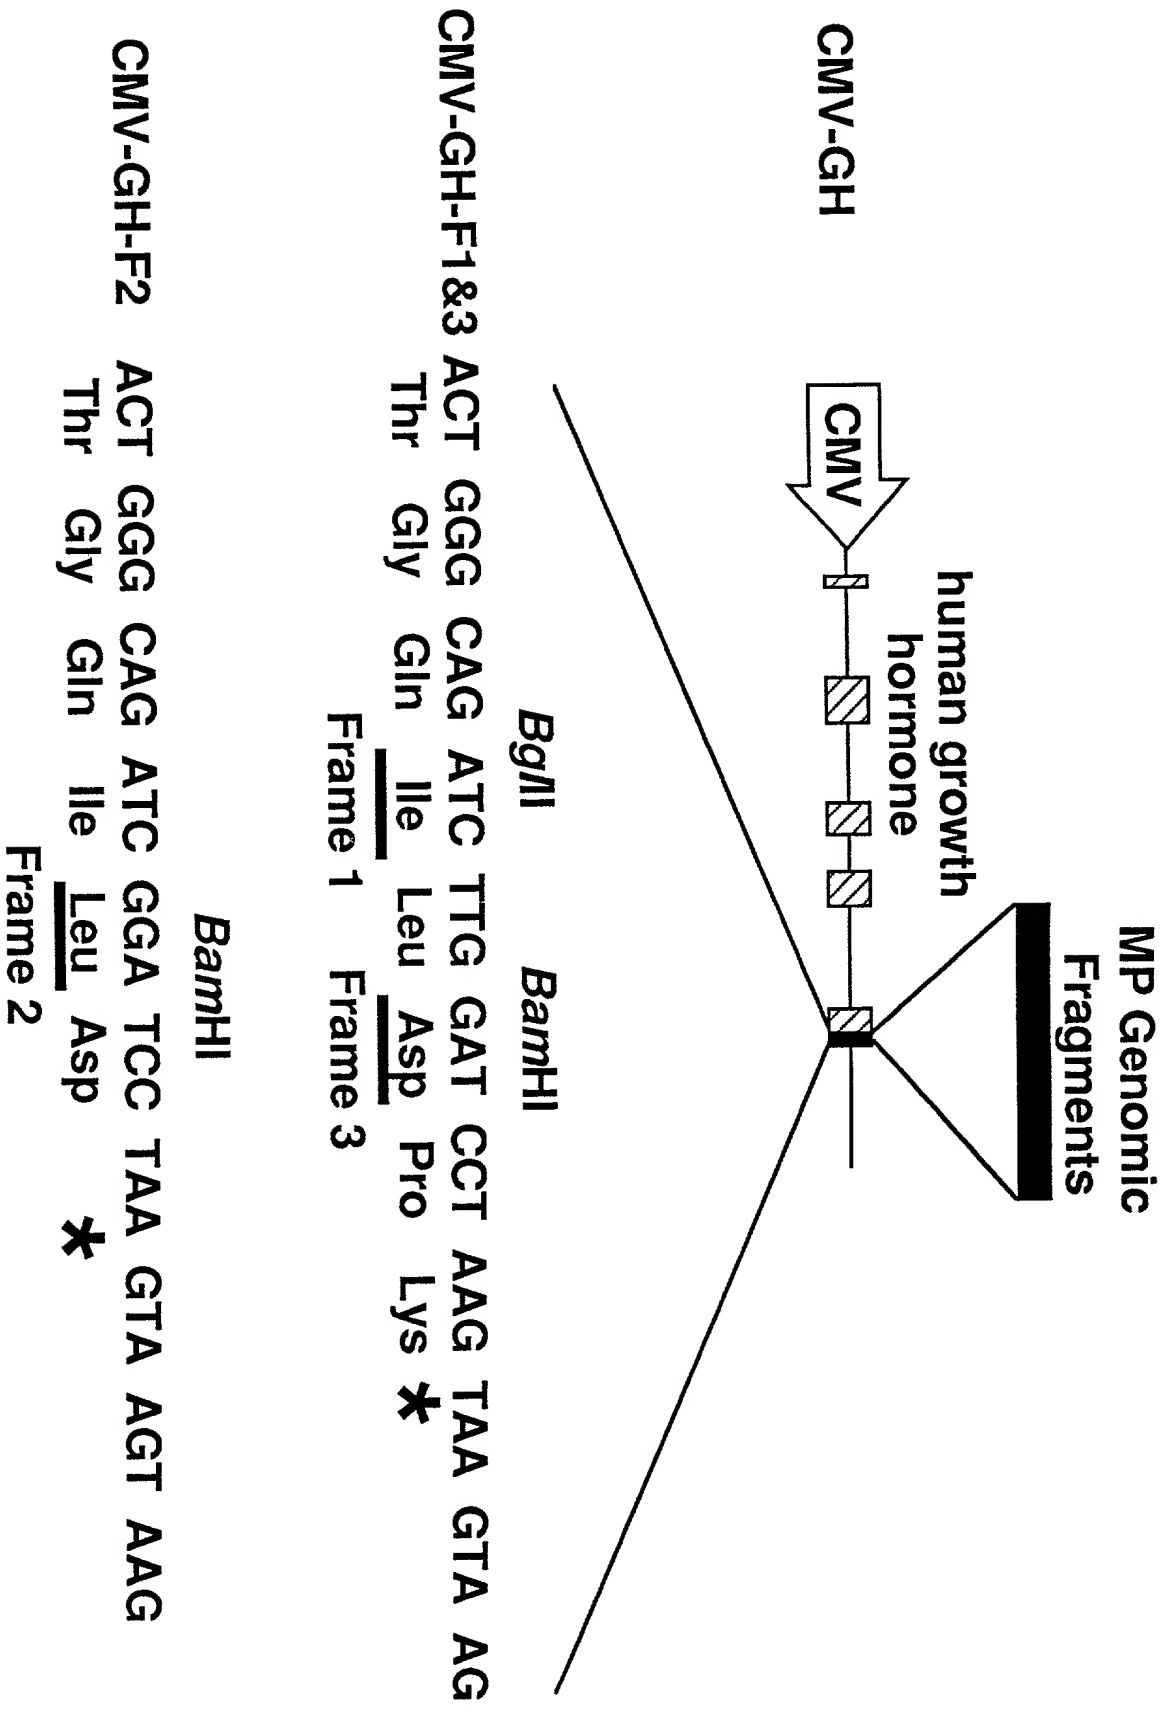 MP Genomic
Fragments
human growth
hormone
CMV-GH
CMV
BglII BamHI
CMV-GH-F1&3 ACT GGG CAG ATC TTG GAT CCT AAG TAA GTA AG
Thr Gly Gln Ile Leu Asp Pro Lys *
Frame 1 Frame 3
BamHI
CMV-GH-F2 ACT GGG CAG ATC GGA TCC TAA GTA AGT AAG
Thr Gly Gln Ile Leu Asp *
Frame 2